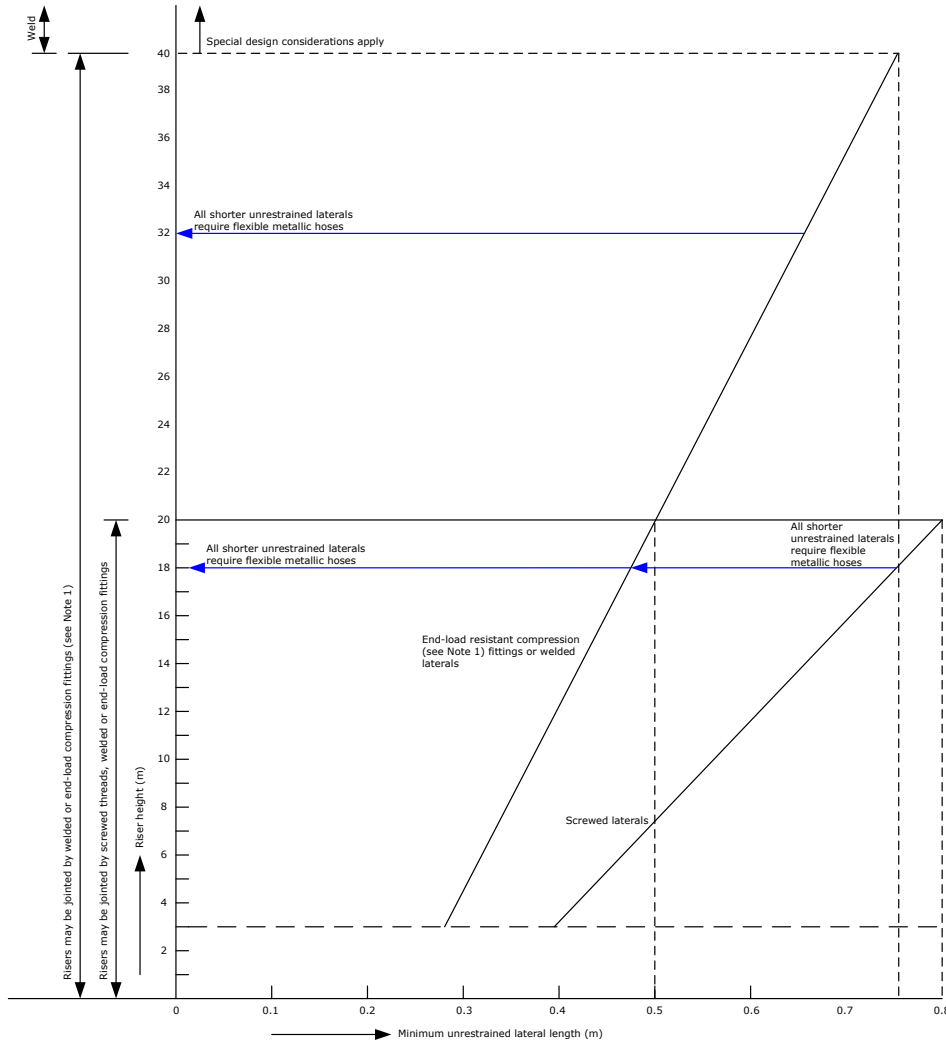 Weld
Special design considerations apply
40
38
36
34
All shorter unrestrained laterals
require flexible metallic hoses
32
30
28
26
24
22
20
All shorter unrestrained laterals
require flexible metallic hoses
All shorter
unrestrained laterals
require flexible
metallic hoses
18
16
End-load resistant compression
(see Note 1) fittings or welded
laterals
14
12
10
8
Screwed laterals
6
4
2
Risers may be jointed by welded or end-load compression fittings (see Note 1)
Risers may be jointed by screwed threads, welded or end-load compression fittings
Riser height (m)
0
0.1
0.2
0.3
0.4
0.5
0.6
0.7
0.8
Minimum unrestrained lateral length (m)